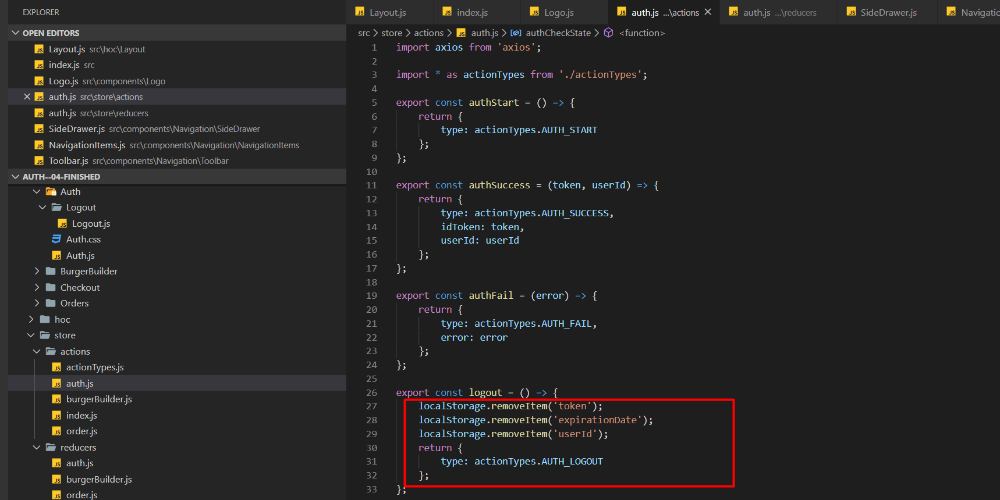 EXPLORER
OPEN EDITORS
Layout.js src\hoc\Layout
index.js src
Logo.js src\components\Logo
auth.js src\store\actions
auth.js src\store\reducers
SideDrawer.js src\components\Navigation\SideDrawer
NavigationItems.js src\components\Navigation\NavigationItems
Toolbar.js src\components\Navigation\Toolbar
AUTH--04-FINISHED
Auth
Logout
Logout.js
Auth.css
Auth.js
BurgerBuilder
Checkout
Orders
hoc
store
actions
actionTypes.js
auth.js
burgerBuilder.js
index.js
order.js
reducers
auth.js
burgerBuilder.js
order.js
Layout.js index.js Logo.js auth.js ...\actions auth.js ...\reducers SideDrawer.js Navigatio
src > store > actions > auth.js > authCheckState > <function>
1 import axios from 'axios';
2
3 import * as actionTypes from './actionTypes';
4
5 export const authStart = () => {
6 return {
7 type: actionTypes.AUTH_START
8 };
9 };
10
11 export const authSuccess = (token, userId) => {
12 return {
13 type: actionTypes.AUTH_SUCCESS,
14 idToken: token,
15 userId: userId
16 };
17 };
18
19 export const authFail = (error) => {
20 return {
21 type: actionTypes.AUTH_FAIL,
22 error: error
23 };
24 };
25
26 export const logout = () => {
27 localStorage.removeItem('token');
28 localStorage.removeItem('expirationDate');
29 localStorage.removeItem('userId');
30 return {
31 type: actionTypes.AUTH_LOGOUT
32 };
33 };